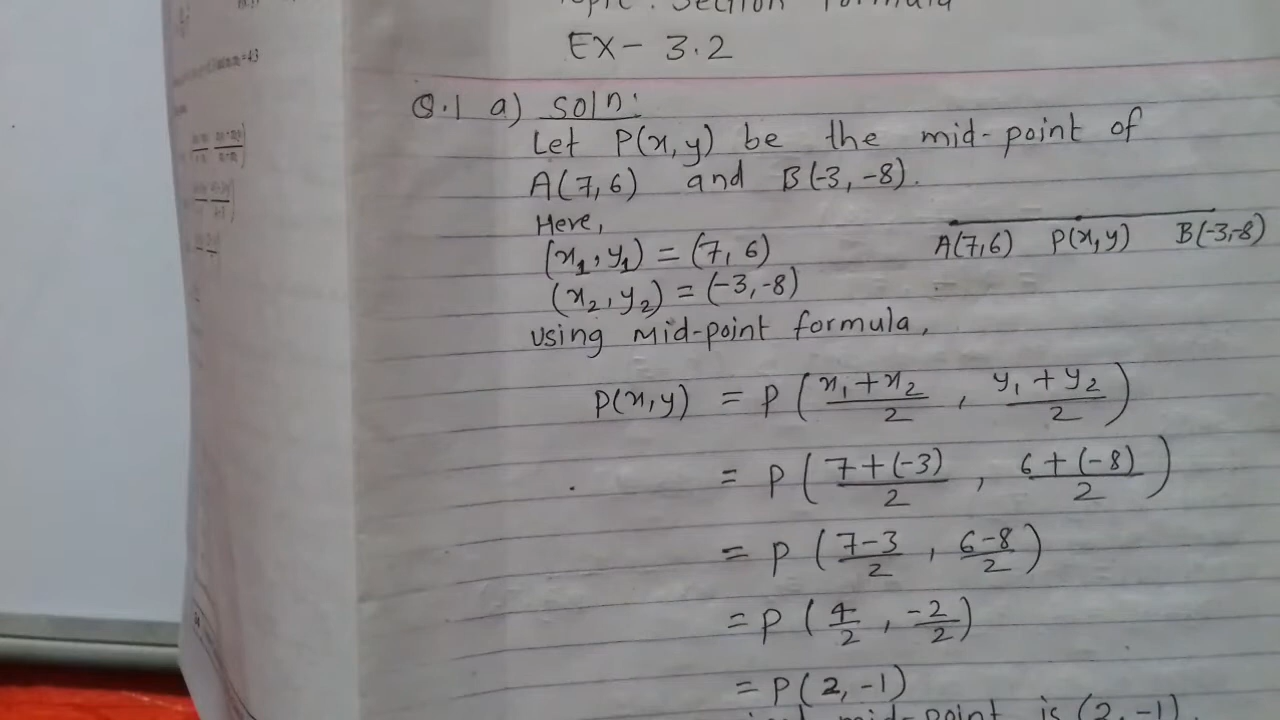 Topic: Section Formula
EX- 3.2
Q.1 a) soln:
Let P(x,y) be the mid-point of
A(7,6) and B(-3,-8).
Here,
(x₁,y₁) = (7,6)
A(7,6) P(x,y) B(-3,-8)
(x₂,y₂) = (-3,-8)
using mid-point formula,
P(x,y) = P ( x₁+x₂/2 , y₁+y₂/2 )
= P ( 7+(-3)/2 , 6+(-8)/2 )
= P ( 7-3/2 , 6-8/2 )
= P ( 4/2 , -2/2 )
= P(2,-1)
mid-point is (2,-1).